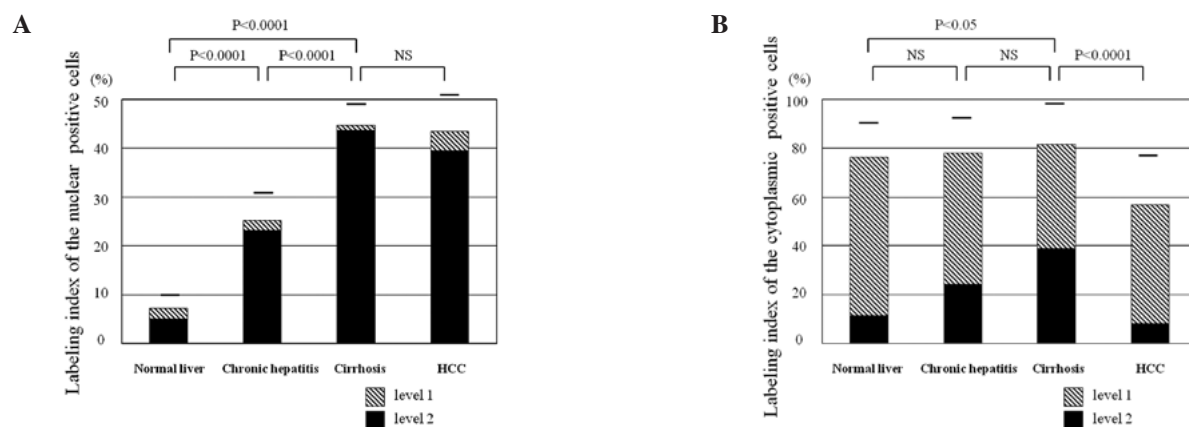 A
P<0.0001
P<0.0001
P<0.0001
NS
(%)
50
40
30
20
10
0
Labeling index of the nuclear positive cells
Normal liver
Chronic hepatitis
Cirrhosis
HCC
level 1
level 2
B
P<0.05
NS
NS
P<0.0001
(%)
100
80
60
40
20
0
Labeling index of the cytoplasmic positive cells
Normal liver
Chronic hepatitis
Cirrhosis
HCC
level 1
level 2